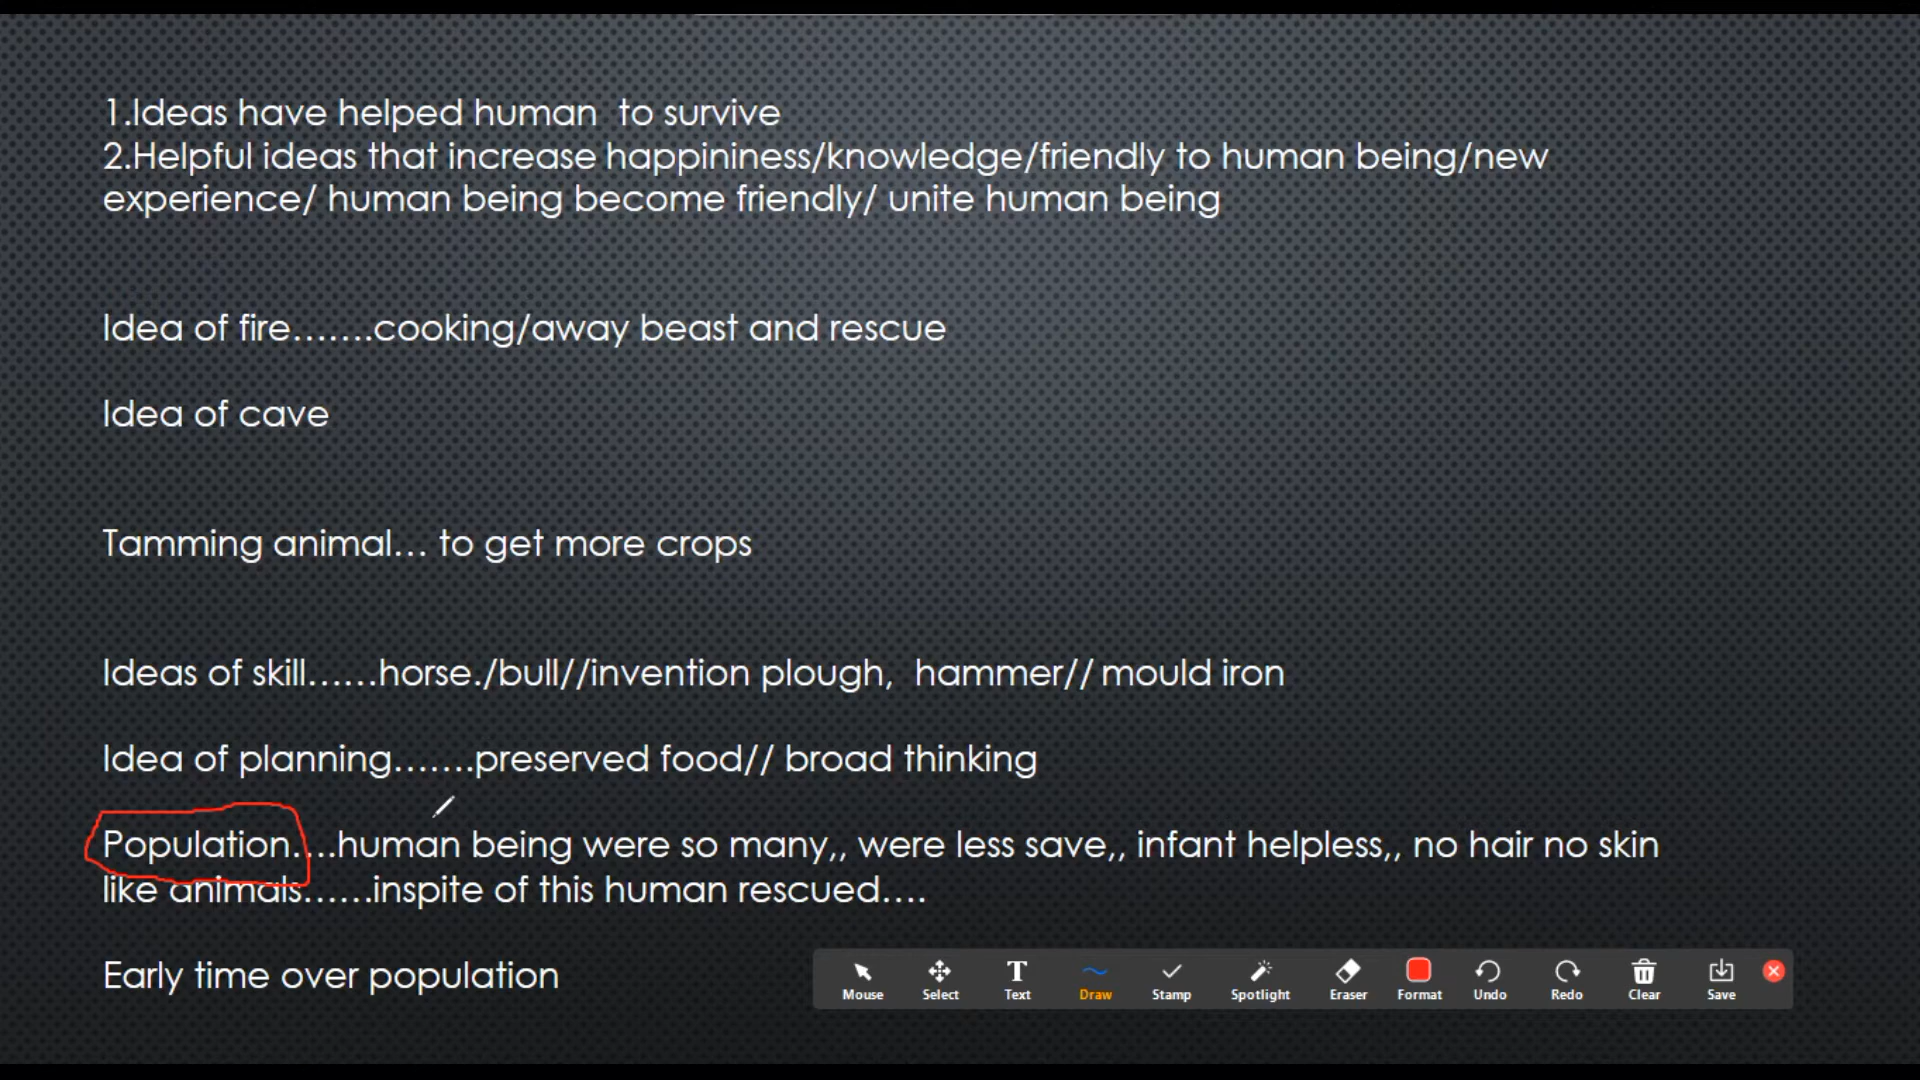 1.Ideas have helped human  to survive
2.Helpful ideas that increase happininess/knowledge/friendly to human being/new
experience/ human being become friendly/ unite human being
Idea of fire.......cooking/away beast and rescue
Idea of cave
Tamming animal... to get more crops
Ideas of skill......horse./bull//invention plough,  hammer// mould iron
Idea of planning.......preserved food// broad thinking
Population....human being were so many,, were less save,, infant helpless,, no hair no skin
like animals......inspite of this human rescued....
Early time over population
Mouse Select Text Draw Stamp Spotlight Eraser Format Undo Redo Clear Save